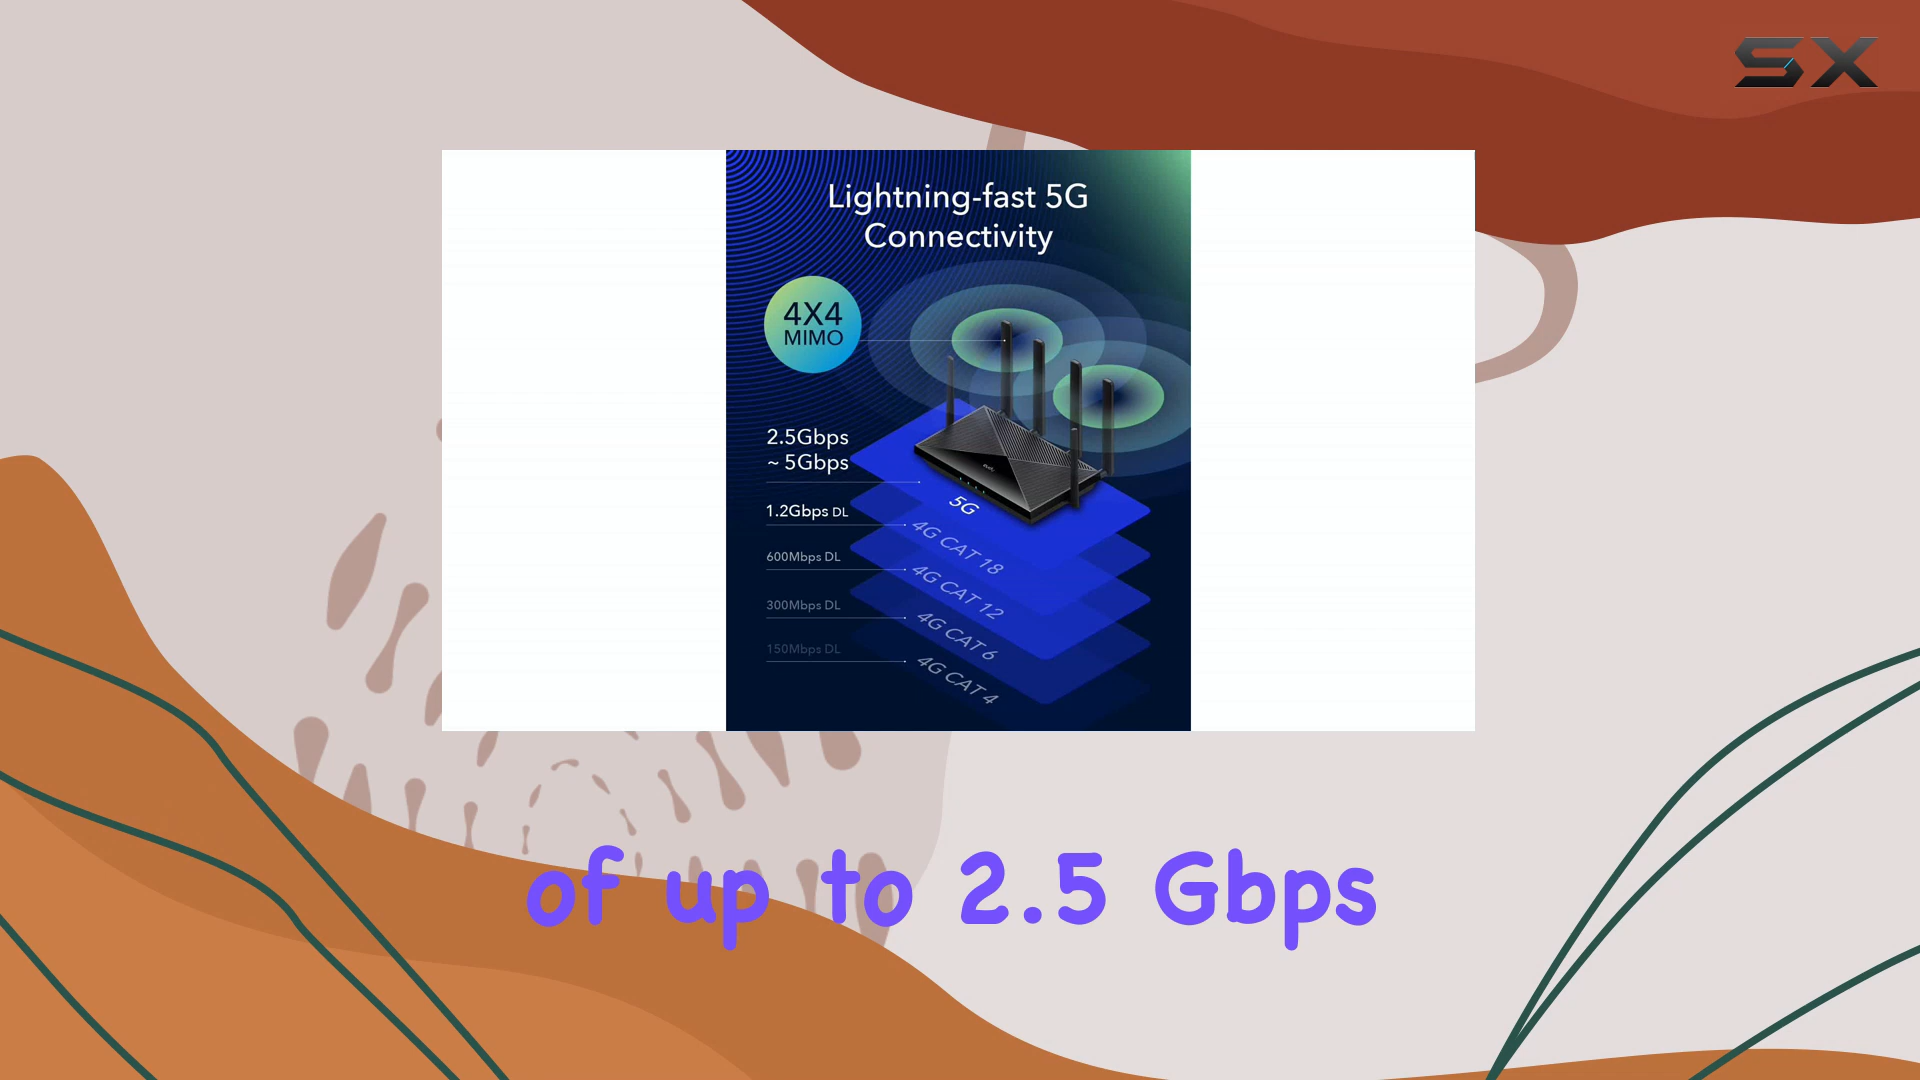 SX
Lightning-fast 5G
Connectivity
4X4
MIMO
2.5Gbps
~ 5Gbps
1.2Gbps DL
600Mbps DL
300Mbps DL
150Mbps DL
5G
4G CAT 18
4G CAT 12
4G CAT 6
4G CAT 4
of up to 2.5 Gbps